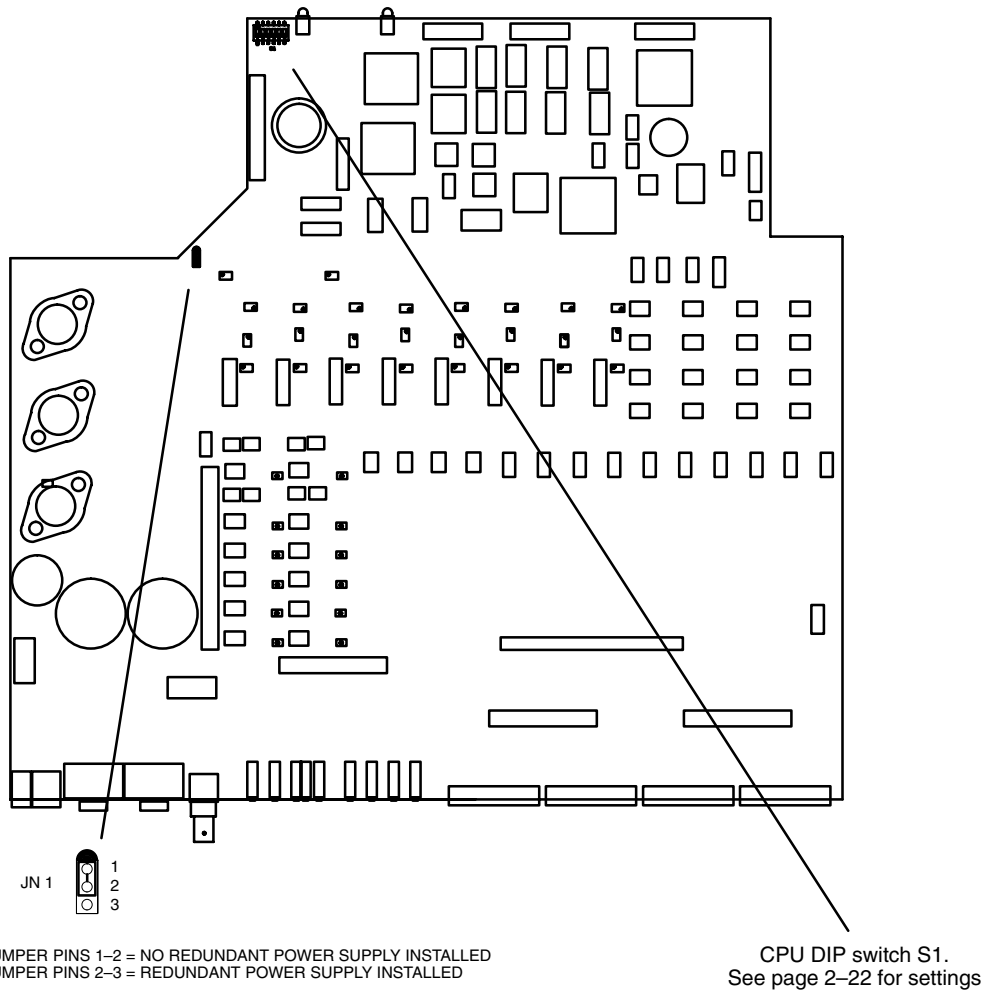 JN 1
1
2
3
UMPER PINS 1–2 = NO REDUNDANT POWER SUPPLY INSTALLED
UMPER PINS 2–3 = REDUNDANT POWER SUPPLY INSTALLED
CPU DIP switch S1.
See page 2–22 for settings